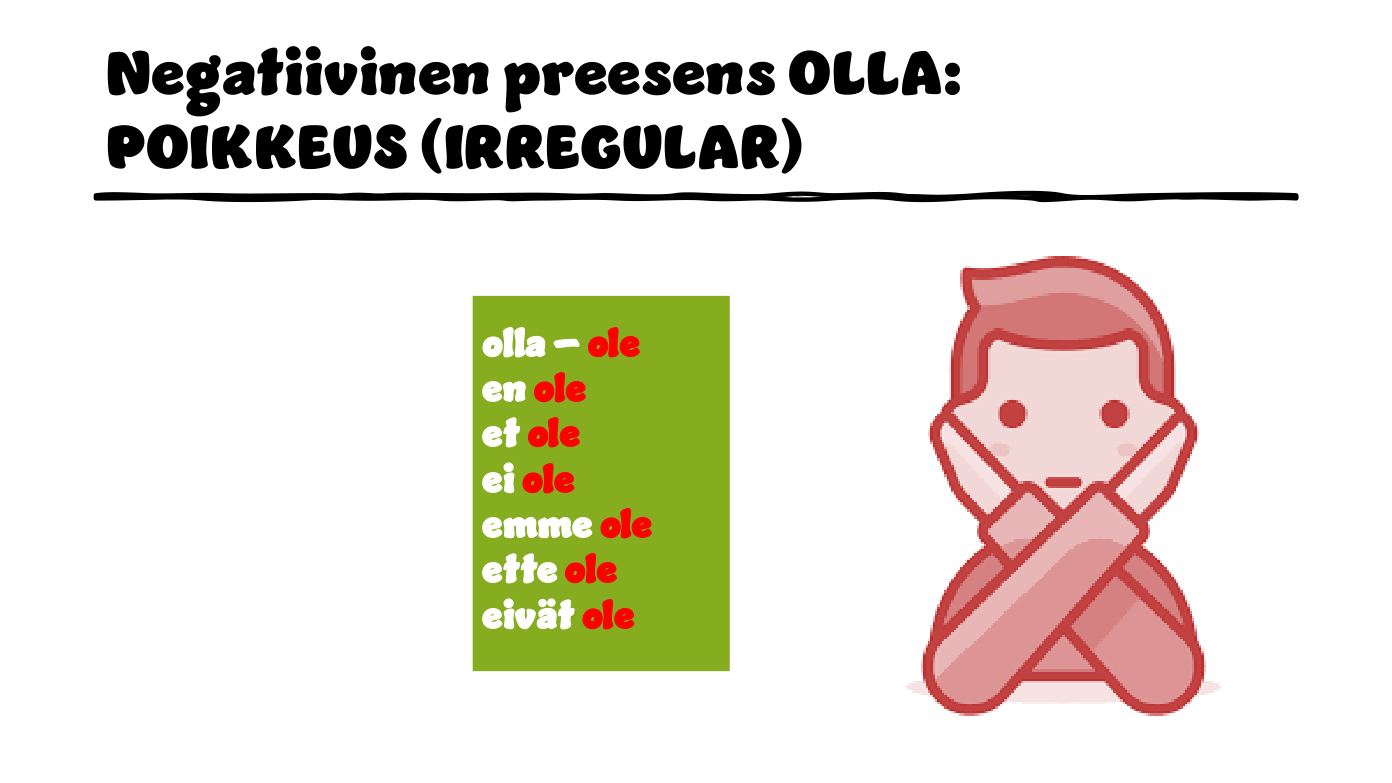 Negatiivinen preesens OLLA:
POIKKEUS (IRREGULAR)
olla – ole
en ole
et ole
ei ole
emme ole
ette ole
eivät ole